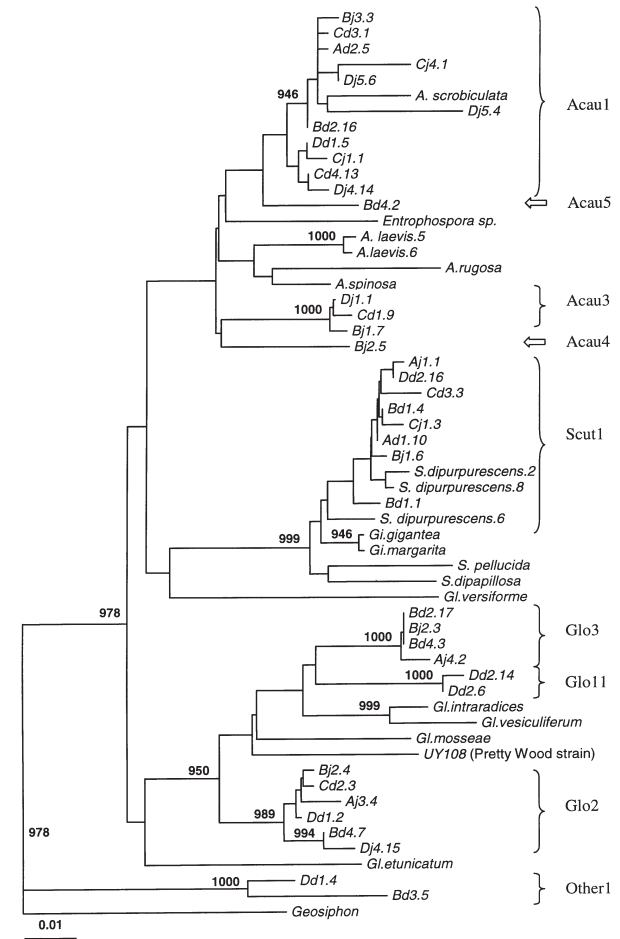 Bj3.3
Cd3.1
Ad2.5
Cj4.1
Dj5.6
946
A. scrobiculata
Acau1
Dj5.4
Bd2.16
Dd1.5
Cj1.1
Cd4.13
Dj4.14
Bd4.2
Acau5
Entrophospora sp.
1000
A. laevis.5
A.laevis.6
A.rugosa
A.spinosa
Dj1.1
Acau3
1000
Cd1.9
Bj1.7
Bj2.5
Acau4
Aj1.1
Dd2.16
Cd3.3
Bd1.4
Cj1.3
Scut1
Ad1.10
Bj1.6
S.dipurpurescens.2
S. dipurpurescens.8
Bd1.1
S. dipurpurescens.6
999
946
Gi.gigantea
Gi.margarita
S. pellucida
S.dipapillosa
Gl.versiforme
978
Bd2.17
Bj2.3
Glo3
1000
Bd4.3
Aj4.2
1000
Dd2.14
Glo11
Dd2.6
999
Gl.intraradices
Gl.vesiculiferum
Gl.mosseae
UY108 (Pretty Wood strain)
950
Bj2.4
Cd2.3
Aj3.4
Glo2
989
Dd1.2
978
994
Bd4.7
Dj4.15
Gl.etunicatum
1000
Dd1.4
Other1
Bd3.5
Geosiphon
0.01